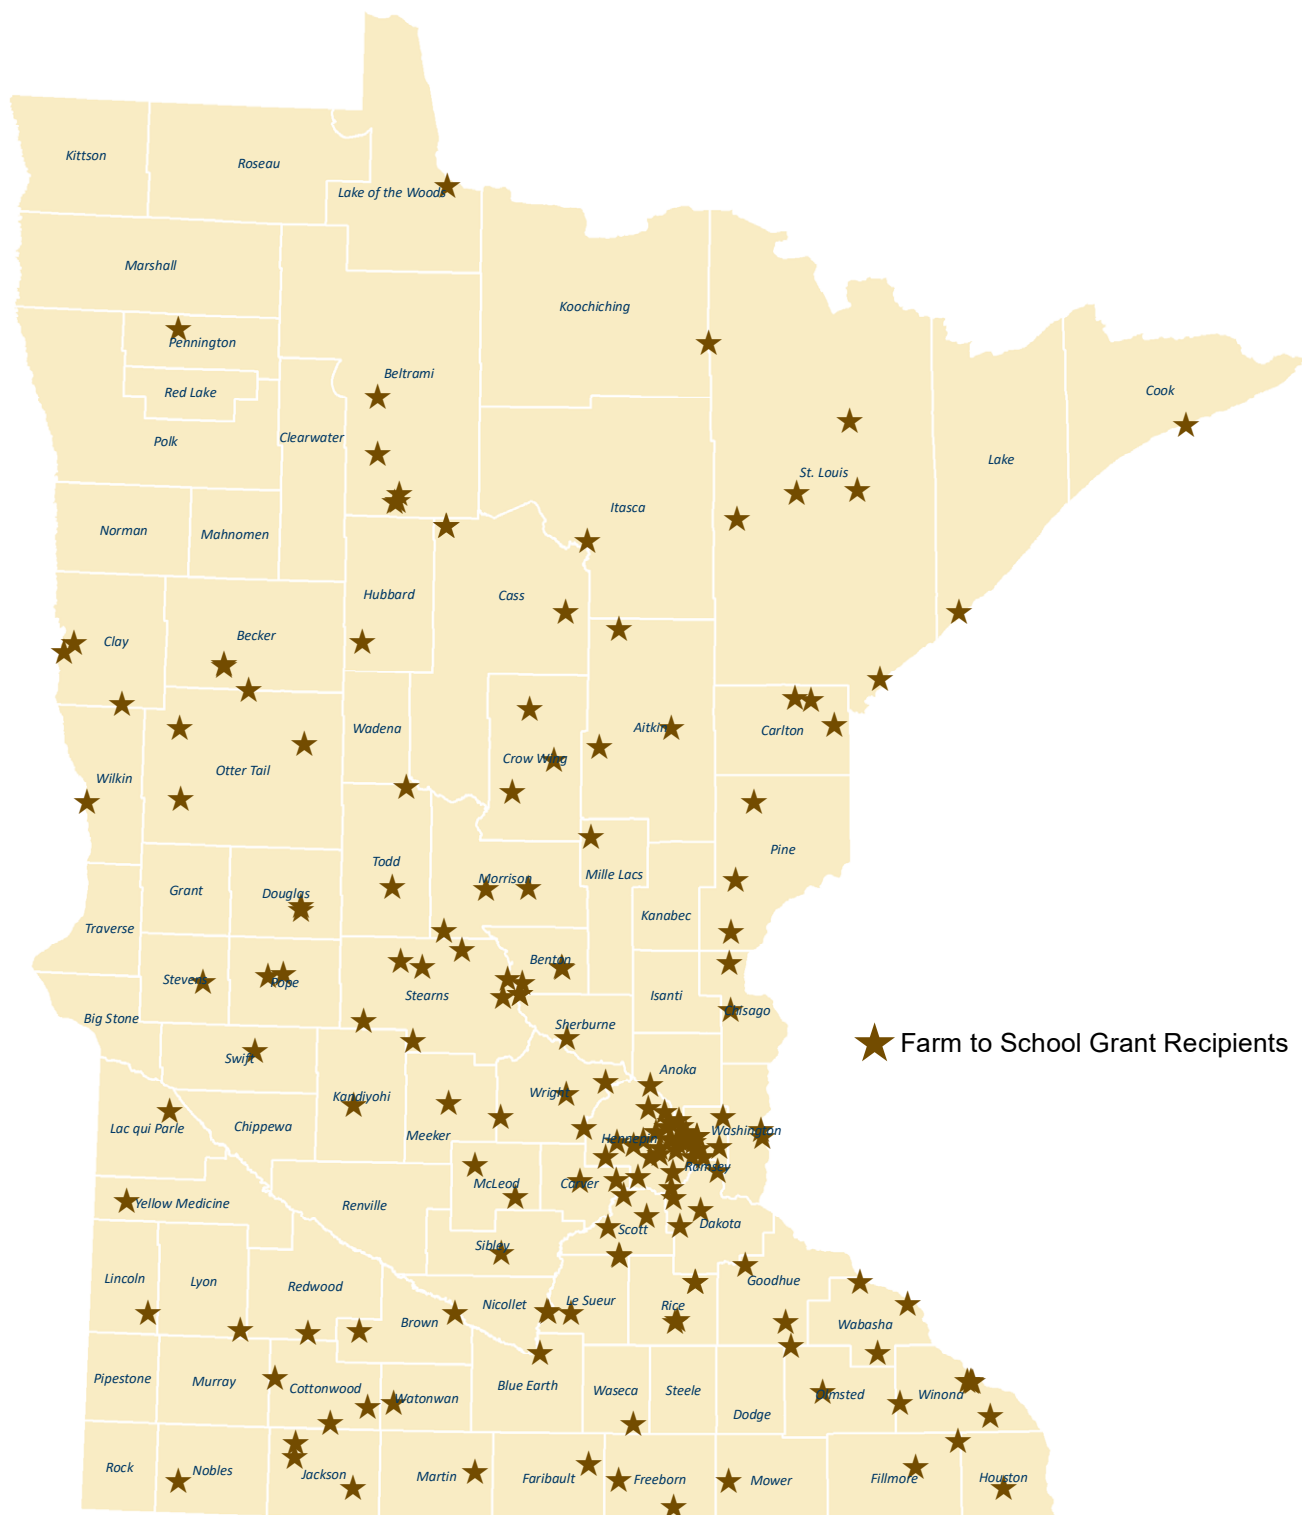 Kittson
Roseau
Lake of the Woods
Marshall
Koochiching
Pennington
Beltrami
Red Lake
Cook
Polk
Clearwater
Lake
St. Louis
Itasca
Norman
Mahnomen
Hubbard
Cass
Clay
Becker
Wadena
Aitkin
Carlton
Crow Wing
Otter Tail
Wilkin
Pine
Todd
Mille Lacs
Morrison
Grant
Douglas
Kanabec
Traverse
Benton
Stevens
Pope
Stearns
Isanti
Big Stone
Chisago
Sherburne
Farm to School Grant Recipients
Swift
Anoka
Wright
Kandiyohi
Lac qui Parle
Chippewa
Meeker
Hennepin
Washington
Ramsey
McLeod
Carver
Yellow Medicine
Renville
Scott
Dakota
Sibley
Lincoln
Lyon
Redwood
Goodhue
Nicollet
Le Sueur
Rice
Brown
Wabasha
Pipestone
Murray
Cottonwood
Blue Earth
Waseca
Steele
Olmsted
Winona
Watonwan
Dodge
Rock
Nobles
Jackson
Martin
Faribault
Freeborn
Mower
Fillmore
Houston